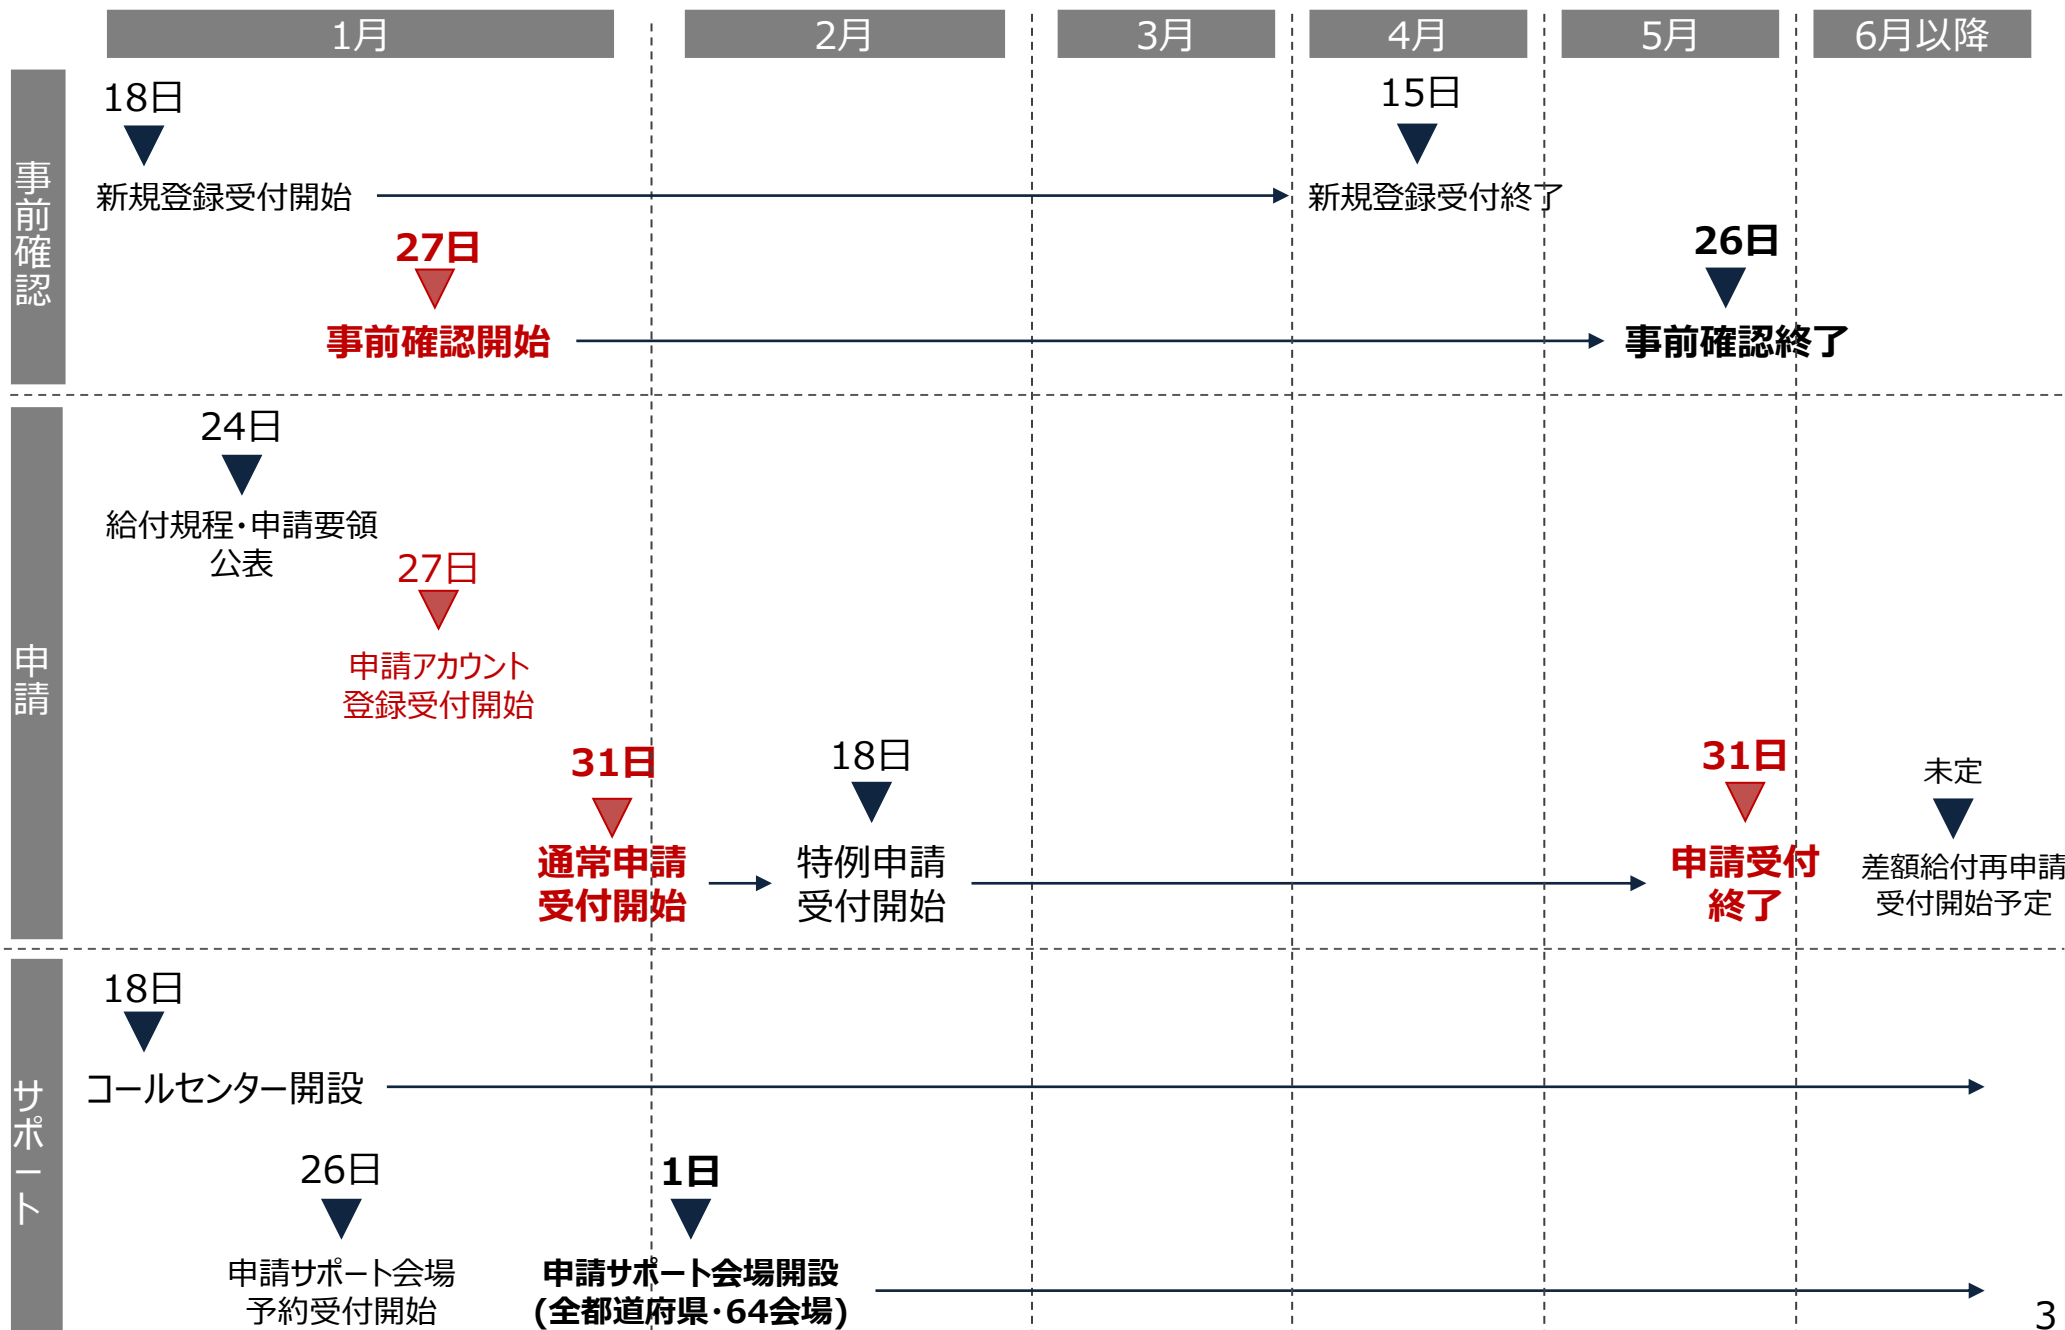 1月
2月
3月
4月
5月
6月以降
事前確認
18日
15日
新規登録受付開始
新規登録受付終了
27日
26日
事前確認開始
事前確認終了
申請
24日
給付規程・申請要領
公表
27日
申請アカウント
登録受付開始
31日
18日
31日
未定
通常申請
受付開始
特例申請
受付開始
申請受付
終了
差額給付再申請
受付開始予定
サポート
18日
コールセンター開設
26日
1日
申請サポート会場
予約受付開始
申請サポート会場開設
(全都道府県・64会場)
3